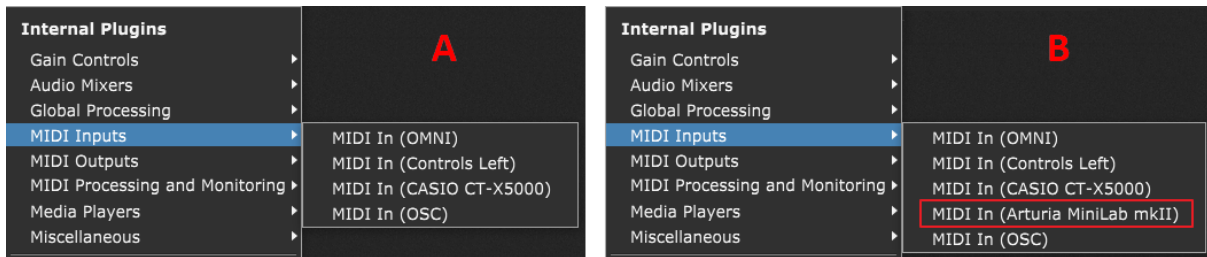 Internal Plugins
Gain Controls
Audio Mixers
Global Processing
MIDI Inputs
MIDI Outputs
MIDI Processing and Monitoring
Media Players
Miscellaneous
A
MIDI In (OMNI)
MIDI In (Controls Left)
MIDI In (CASIO CT-X5000)
MIDI In (OSC)
Internal Plugins
Gain Controls
Audio Mixers
Global Processing
MIDI Inputs
MIDI Outputs
MIDI Processing and Monitoring
Media Players
Miscellaneous
B
MIDI In (OMNI)
MIDI In (Controls Left)
MIDI In (CASIO CT-X5000)
MIDI In (Arturia MiniLab mkII)
MIDI In (OSC)